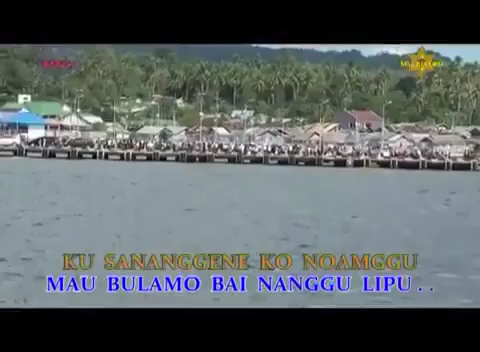 KU SANANGGENE KO NOAMGGU
MAU BULAMO BAI NANGGU LIPU . .